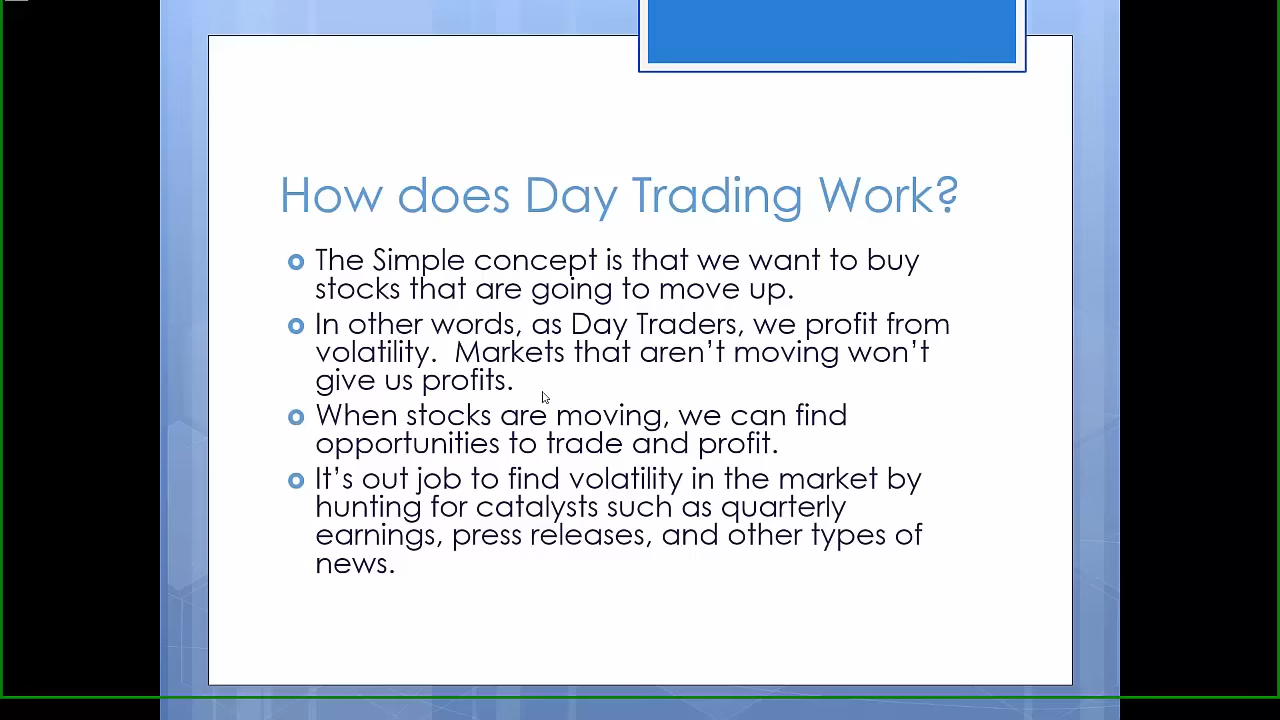 How does Day Trading Work?
The Simple concept is that we want to buy
stocks that are going to move up.
In other words, as Day Traders, we profit from
volatility.  Markets that aren't moving won't
give us profits.
When stocks are moving, we can find
opportunities to trade and profit.
It's out job to find volatility in the market by
hunting for catalysts such as quarterly
earnings, press releases, and other types of
news.